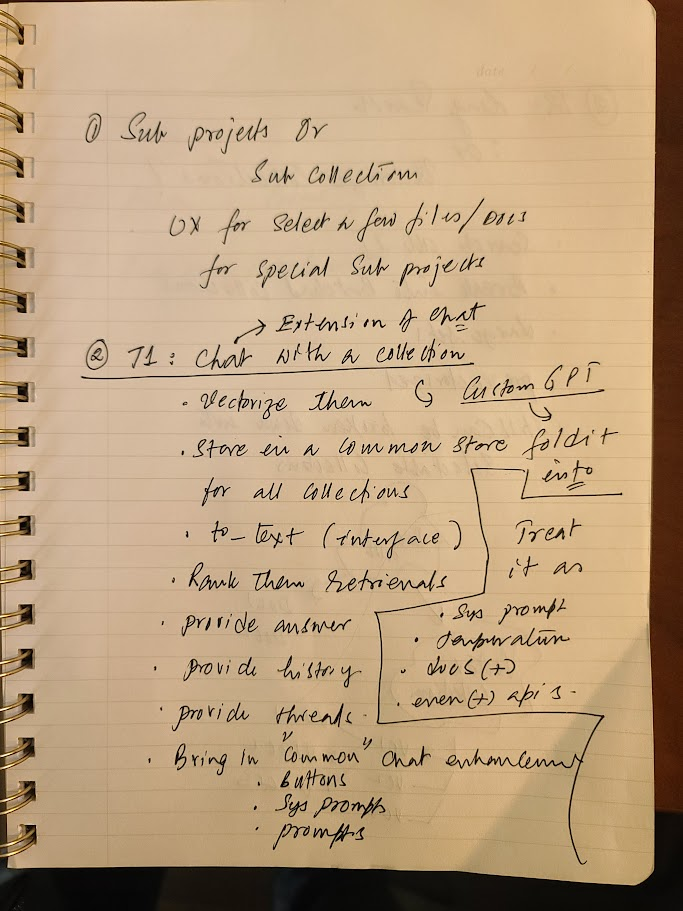 ① Sub projects Or
Sub Collections
UX for select a few files/Docs
for special sub projects
→ Extension of chat
② T1: Chat with a collection
• Vectorize them
Custom GPT
• Store in a common store
for all collections
foldit
into
• to_text (interface)
• Rank them retrievals
• provide answer
• provide history
• provide threads.
Treat
it as
• Sys prompt
• temperature
• docs (+)
• even (+) apis.
• Bring in "Common" chat enhancement
• Buttons
• Sys prompts
• prompts
date